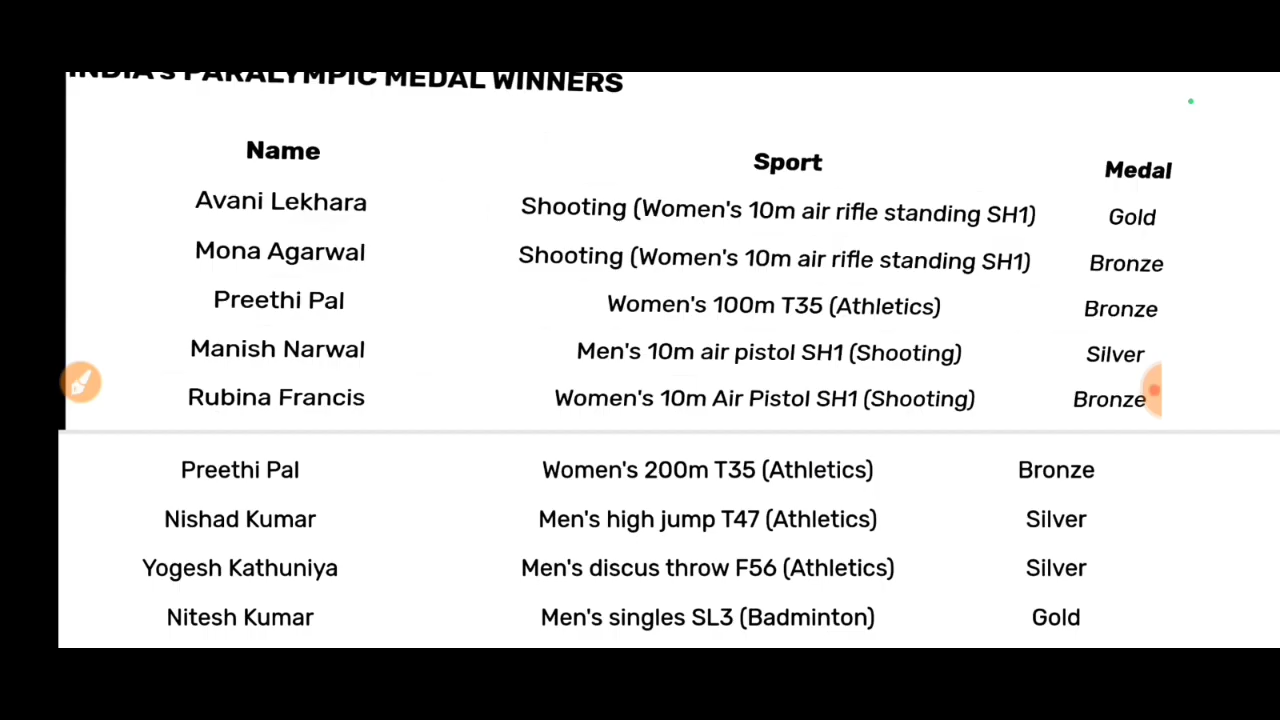 INDIA's PARALYMPIC MEDAL WINNERS
Name Sport Medal
Avani Lekhara Shooting (Women's 10m air rifle standing SH1) Gold
Mona Agarwal Shooting (Women's 10m air rifle standing SH1) Bronze
Preethi Pal Women's 100m T35 (Athletics) Bronze
Manish Narwal Men's 10m air pistol SH1 (Shooting) Silver
Rubina Francis Women's 10m Air Pistol SH1 (Shooting) Bronze
Preethi Pal Women's 200m T35 (Athletics) Bronze
Nishad Kumar Men's high jump T47 (Athletics) Silver
Yogesh Kathuniya Men's discus throw F56 (Athletics) Silver
Nitesh Kumar Men's singles SL3 (Badminton) Gold